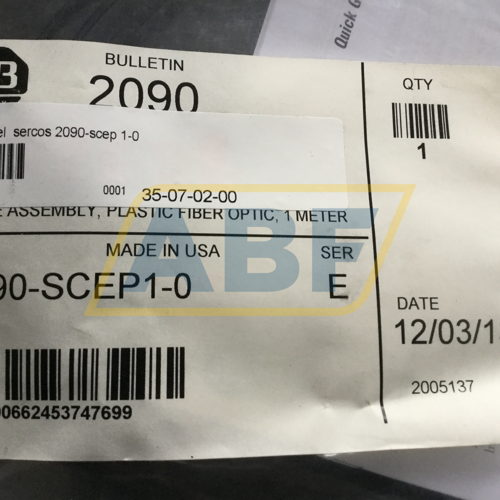 B
BULLETIN
2090
QTY
1
el sercos 2090-scep 1-0
0001 35-07-02-00
E ASSEMBLY, PLASTIC FIBER OPTIC, 1 METER
MADE IN USA
SER
90-SCEP1-0
E
DATE
12/03/1
00662453747699
2005137
Quick G
ABF